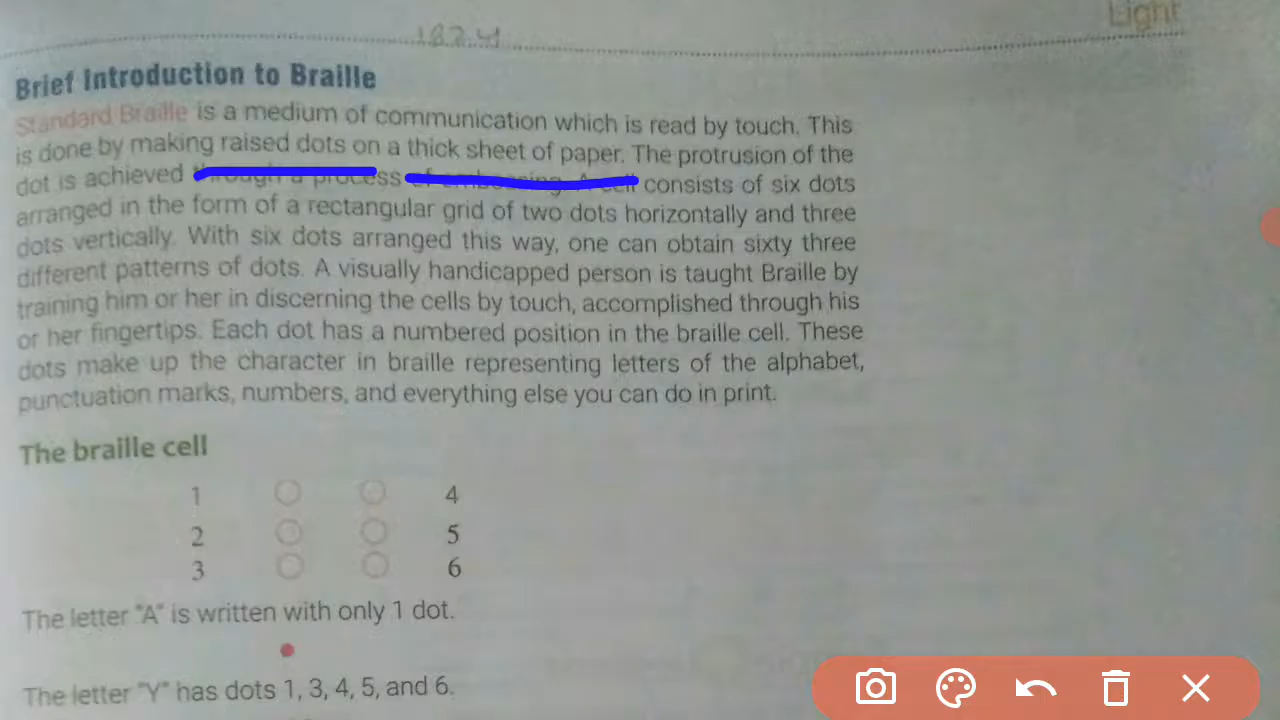 Light
182.4
Brief Introduction to Braille
Standard Braille is a medium of communication which is read by touch. This
is done by making raised dots on a thick sheet of paper. The protrusion of the
dot is achieved through a process of embossing. A cell consists of six dots
arranged in the form of a rectangular grid of two dots horizontally and three
dots vertically. With six dots arranged this way, one can obtain sixty three
different patterns of dots. A visually handicapped person is taught Braille by
training him or her in discerning the cells by touch, accomplished through his
or her fingertips. Each dot has a numbered position in the braille cell. These
dots make up the character in braille representing letters of the alphabet,
punctuation marks, numbers, and everything else you can do in print.
The braille cell
1 4
2 5
3 6
The letter "A" is written with only 1 dot.
The letter "Y" has dots 1, 3, 4, 5, and 6.